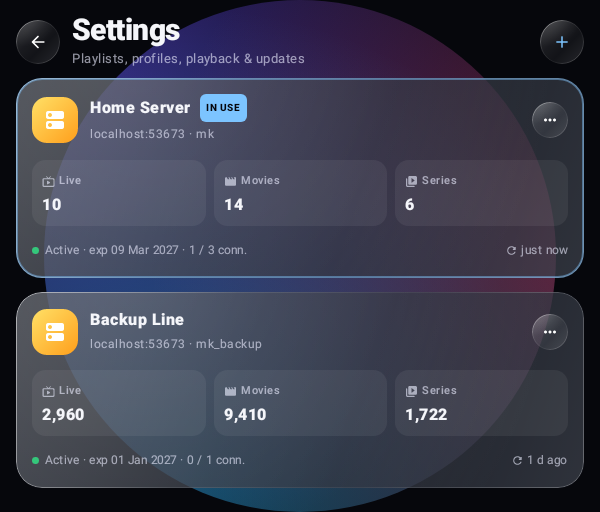 Settings
Playlists, profiles, playback & updates
Home Server IN USE
localhost:53673 · mk
Live Movies Series
10 14 6
Active · exp 09 Mar 2027 · 1 / 3 conn. just now
Backup Line
localhost:53673 · mk_backup
Live Movies Series
2,960 9,410 1,722
Active · exp 01 Jan 2027 · 0 / 1 conn. 1 d ago